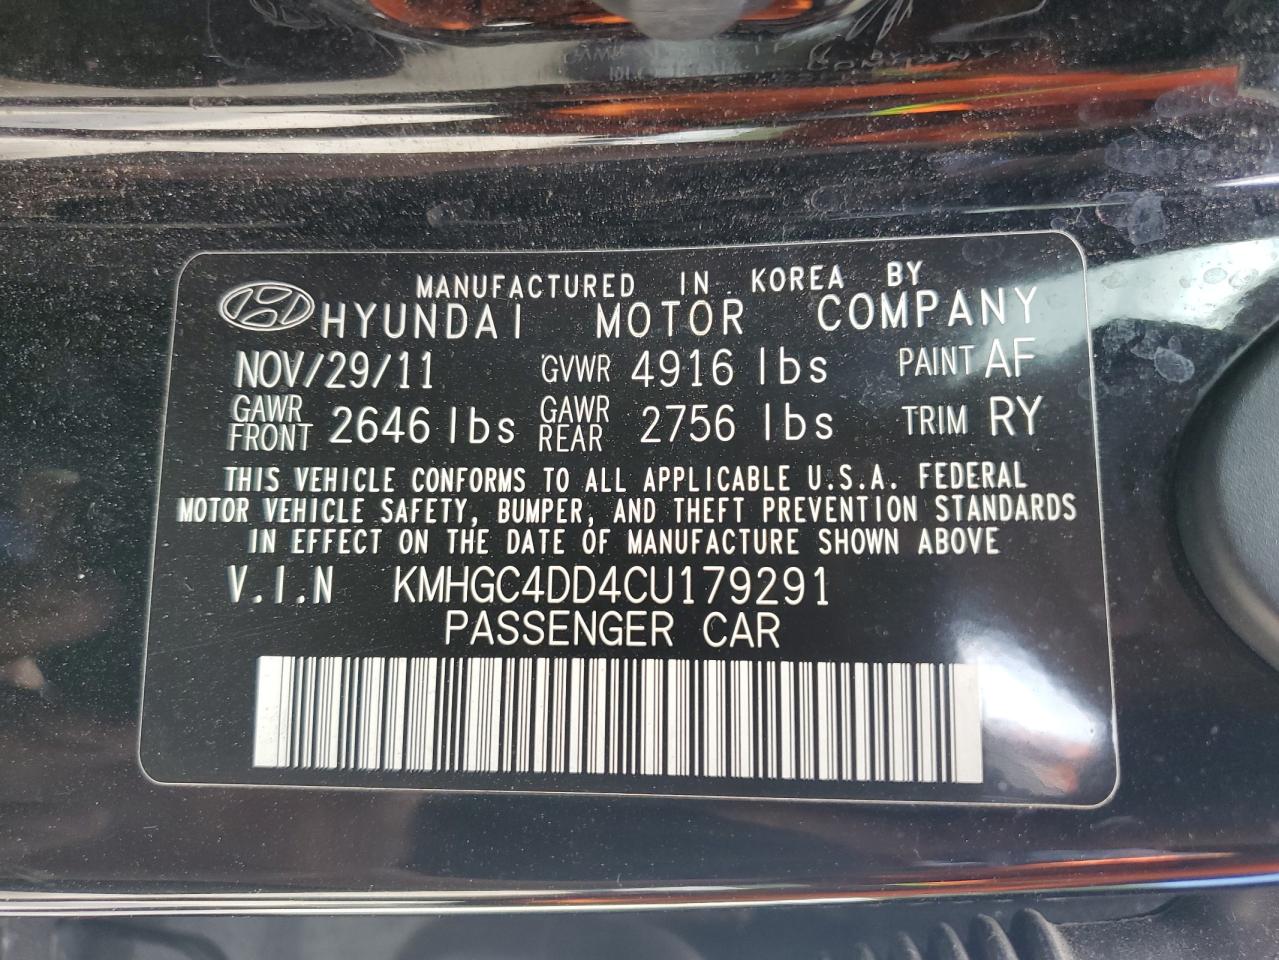 MANUFACTURED IN KOREA BY
HYUNDAI MOTOR COMPANY
NOV/29/11 GVWR 4916 lbs PAINT AF
GAWR FRONT 2646 lbs GAWR REAR 2756 lbs TRIM RY
THIS VEHICLE CONFORMS TO ALL APPLICABLE U.S.A. FEDERAL
MOTOR VEHICLE SAFETY, BUMPER, AND THEFT PREVENTION STANDARDS
IN EFFECT ON THE DATE OF MANUFACTURE SHOWN ABOVE
V.I.N KMHGC4DD4CU179291
PASSENGER CAR